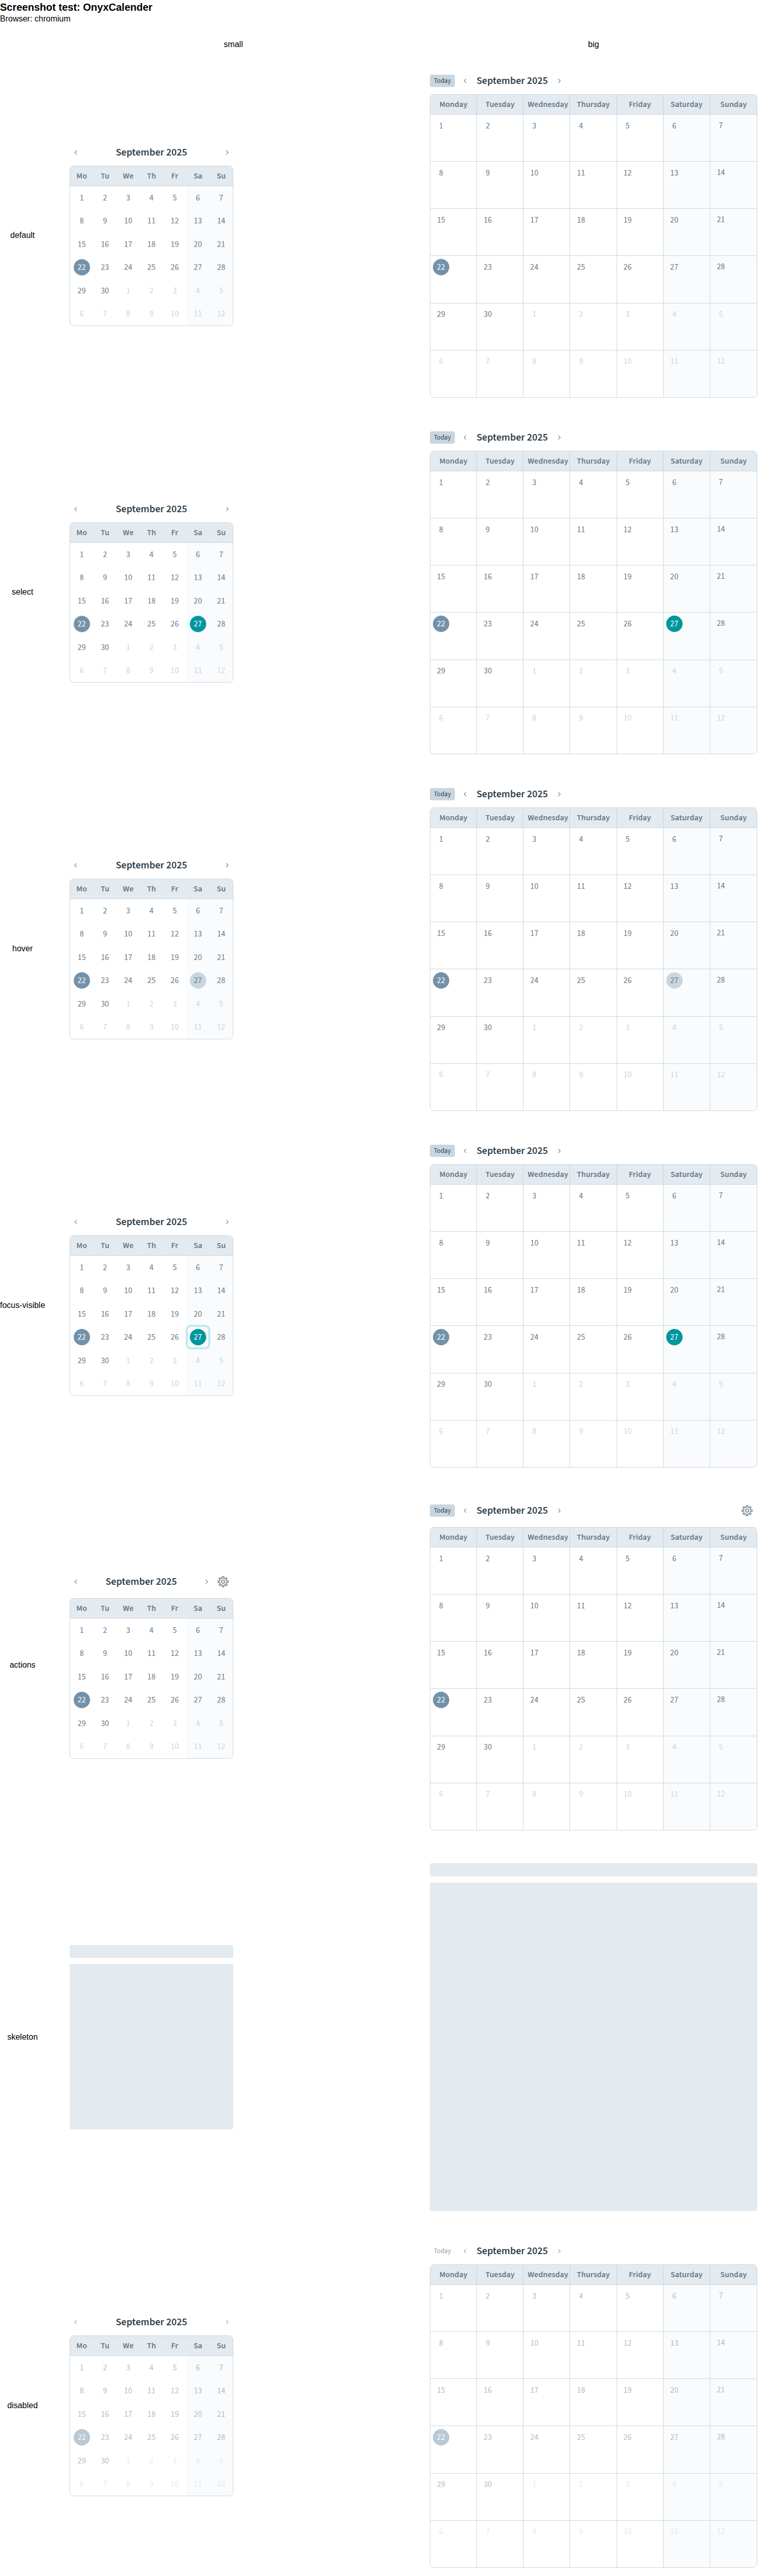 Screenshot test: OnyxCalender
Browser: chromium
small big
default
September 2025
Mo Tu We Th Fr Sa Su
1 2 3 4 5 6 7
8 9 10 11 12 13 14
15 16 17 18 19 20 21
22 23 24 25 26 27 28
29 30 1 2 3 4 5
6 7 8 9 10 11 12
Today September 2025
Monday Tuesday Wednesday Thursday Friday Saturday Sunday
1 2 3 4 5 6 7
8 9 10 11 12 13 14
15 16 17 18 19 20 21
22 23 24 25 26 27 28
29 30 1 2 3 4 5
6 7 8 9 10 11 12
select
September 2025
Mo Tu We Th Fr Sa Su
1 2 3 4 5 6 7
8 9 10 11 12 13 14
15 16 17 18 19 20 21
22 23 24 25 26 27 28
29 30 1 2 3 4 5
6 7 8 9 10 11 12
Today September 2025
Monday Tuesday Wednesday Thursday Friday Saturday Sunday
1 2 3 4 5 6 7
8 9 10 11 12 13 14
15 16 17 18 19 20 21
22 23 24 25 26 27 28
29 30 1 2 3 4 5
6 7 8 9 10 11 12
hover
September 2025
Mo Tu We Th Fr Sa Su
1 2 3 4 5 6 7
8 9 10 11 12 13 14
15 16 17 18 19 20 21
22 23 24 25 26 27 28
29 30 1 2 3 4 5
6 7 8 9 10 11 12
Today September 2025
Monday Tuesday Wednesday Thursday Friday Saturday Sunday
1 2 3 4 5 6 7
8 9 10 11 12 13 14
15 16 17 18 19 20 21
22 23 24 25 26 27 28
29 30 1 2 3 4 5
6 7 8 9 10 11 12
focus-visible
September 2025
Mo Tu We Th Fr Sa Su
1 2 3 4 5 6 7
8 9 10 11 12 13 14
15 16 17 18 19 20 21
22 23 24 25 26 27 28
29 30 1 2 3 4 5
6 7 8 9 10 11 12
Today September 2025
Monday Tuesday Wednesday Thursday Friday Saturday Sunday
1 2 3 4 5 6 7
8 9 10 11 12 13 14
15 16 17 18 19 20 21
22 23 24 25 26 27 28
29 30 1 2 3 4 5
6 7 8 9 10 11 12
actions
September 2025
Mo Tu We Th Fr Sa Su
1 2 3 4 5 6 7
8 9 10 11 12 13 14
15 16 17 18 19 20 21
22 23 24 25 26 27 28
29 30 1 2 3 4 5
6 7 8 9 10 11 12
Today September 2025
Monday Tuesday Wednesday Thursday Friday Saturday Sunday
1 2 3 4 5 6 7
8 9 10 11 12 13 14
15 16 17 18 19 20 21
22 23 24 25 26 27 28
29 30 1 2 3 4 5
6 7 8 9 10 11 12
skeleton
disabled
September 2025
Mo Tu We Th Fr Sa Su
1 2 3 4 5 6 7
8 9 10 11 12 13 14
15 16 17 18 19 20 21
22 23 24 25 26 27 28
29 30 1 2 3 4 5
6 7 8 9 10 11 12
Today September 2025
Monday Tuesday Wednesday Thursday Friday Saturday Sunday
1 2 3 4 5 6 7
8 9 10 11 12 13 14
15 16 17 18 19 20 21
22 23 24 25 26 27 28
29 30 1 2 3 4 5
6 7 8 9 10 11 12